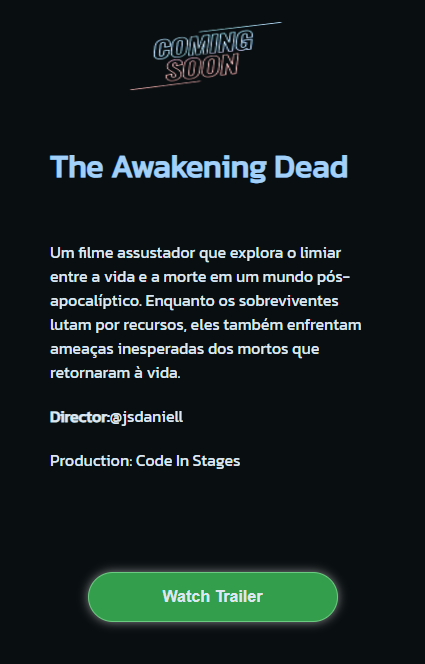 COMING
SOON
The Awakening Dead
Um filme assustador que explora o limiar
entre a vida e a morte em um mundo pós-
apocalíptico. Enquanto os sobreviventes
lutam por recursos, eles também enfrentam
ameaças inesperadas dos mortos que
retornaram à vida.
Director:@jsdaniell
Production: Code In Stages
Watch Trailer